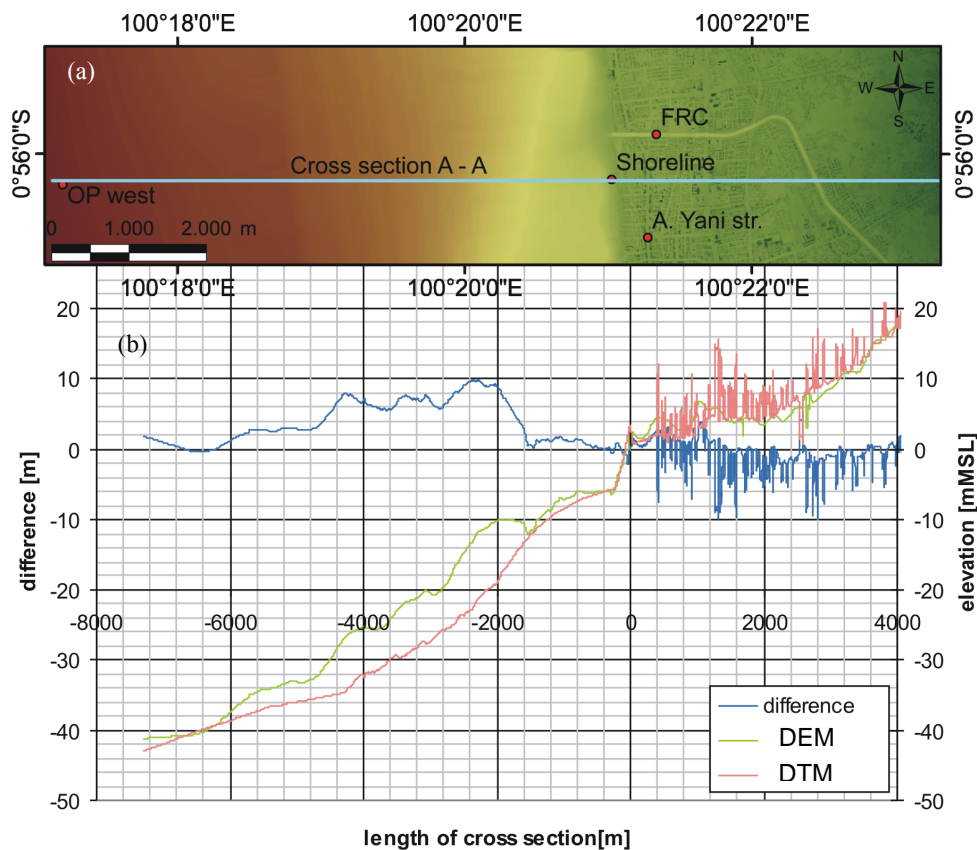 100°18'0"E 100°20'0"E 100°22'0"E
(a)
N
W E
S
FRC
0°56'0"S 0°56'0"S
Cross section A - A Shoreline
OP west
0 1.000 2.000 m
A. Yani str.
100°18'0"E 100°20'0"E 100°22'0"E
(b)
20 20
10 10
0 0
-10 -10
-20 -20
-8000 -6000 -4000 -2000 0 2000 4000
-30 -30
-40 -40
-50 -50
difference [m]
elevation [mMSL]
difference
DEM
DTM
length of cross section[m]